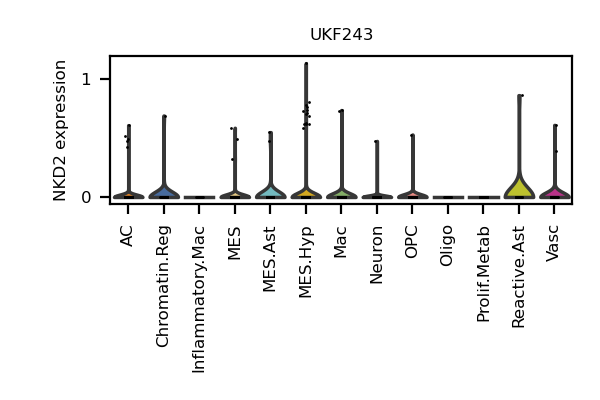 UKF243
NKD2 expression
1
0
AC
Chromatin.Reg
Inflammatory.Mac
MES
MES.Ast
MES.Hyp
Mac
Neuron
OPC
Oligo
Prolif.Metab
Reactive.Ast
Vasc